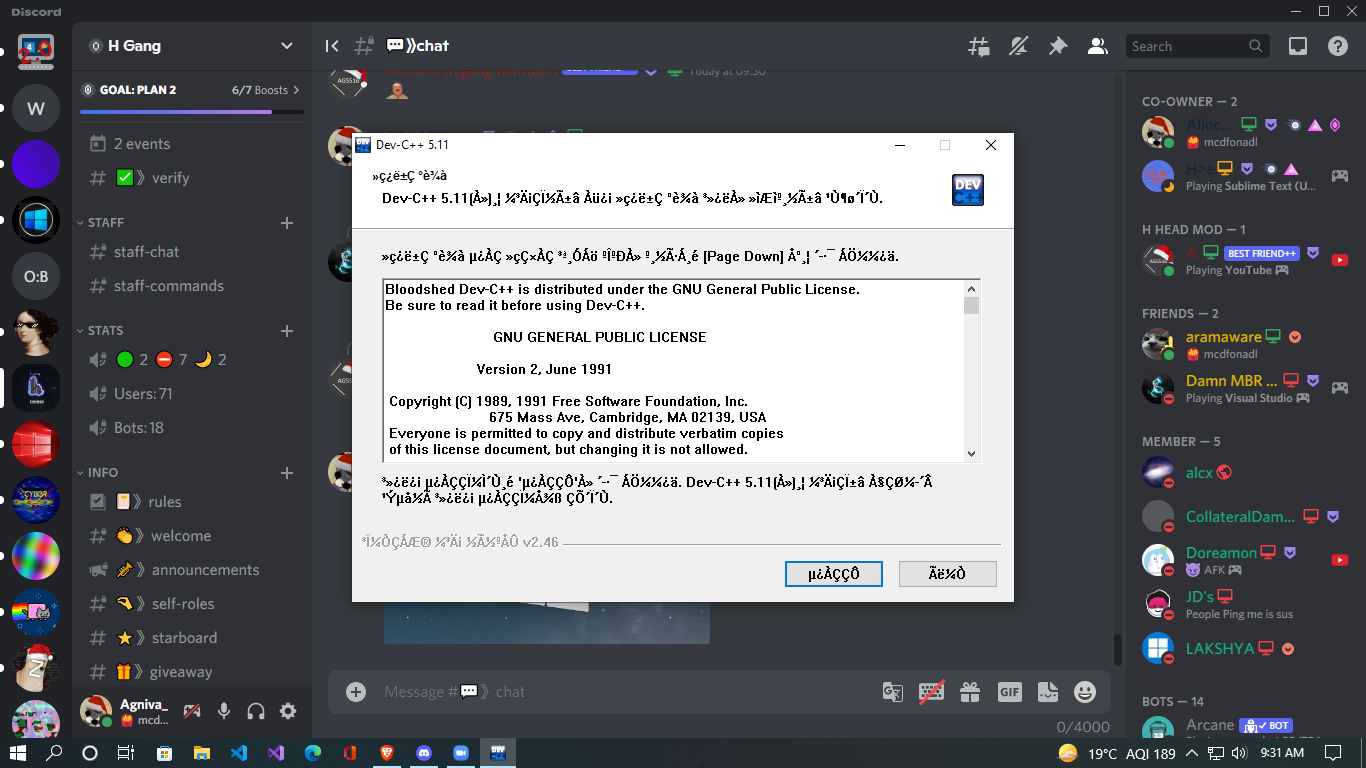 Discord
H Gang
GOAL: PLAN 2
6/7 Boosts
2 events
verify
STAFF
staff-chat
staff-commands
STATS
2 7 2
Users: 71
Bots: 18
INFO
rules
welcome
announcements
self-roles
starboard
giveaway
Agniva_
mcd...
W
O:B
chat
Search
Today at 09:30
Dev-C++ 5.11
»ç¿ë±Ç °è¾à
Dev-C++ 5.11(À»)¸¦ ¼³Ä¡ÇÏ½Ã±â Àü¿¡ »ç¿ë±Ç °è¾à ³»¿ëÀ» »ìÆìº¸½Ã±â ¹Ù¶ø´Ï´Ù.
DEV
C++
»ç¿ë±Ç °è¾à µ¿ÀÇ »çÇ×ÀÇ ³ª¸ÓÁö ºÎºÐÀ» º¸½Ã·Á¸é [Page Down] Å°¸¦ ´­·¯ ÁÖ¼¼¿ä.
Bloodshed Dev-C++ is distributed under the GNU General Public License.
Be sure to read it before using Dev-C++.
GNU GENERAL PUBLIC LICENSE
Version 2, June 1991
Copyright (C) 1989, 1991 Free Software Foundation, Inc.
675 Mass Ave, Cambridge, MA 02139, USA
Everyone is permitted to copy and distribute verbatim copies
of this license document, but changing it is not allowed.
³»¿ë¿¡ µ¿ÀÇÇÏ½Ã´Ù¸é 'µ¿ÀÇÇÔ'À» ´­·¯ ÁÖ¼¼¿ä. Dev-C++ 5.11(À»)¸¦ ¼³Ä¡ÇÏ±â À§ÇØ¼­´Â
¹Ýµå½Ã ³»¿ë¿¡ µ¿ÀÇÇÏ¼Å¾ß ÇÕ´Ï´Ù.
³Î¼ÒÇÁÆ® ¼³Ä¡ ½Ã½ºÅÛ v2.46
µ¿ÀÇÇÔ
Ãë¼Ò
Message # chat
GIF
0/4000
CO-OWNER — 2
Alloc...
mcdfonadl
H>e
Playing Sublime Text (U...
H HEAD MOD — 1
A.
BEST FRIEND++
Playing YouTube
FRIENDS — 2
aramaware
mcdfonadl
Damn MBR ...
Playing Visual Studio
MEMBER — 5
alcx
CollateralDam...
Doreamon
AFK
JD's
People Ping me is sus
LAKSHYA
BOTS — 14
Arcane
BOT
19°C AQI 189
9:31 AM